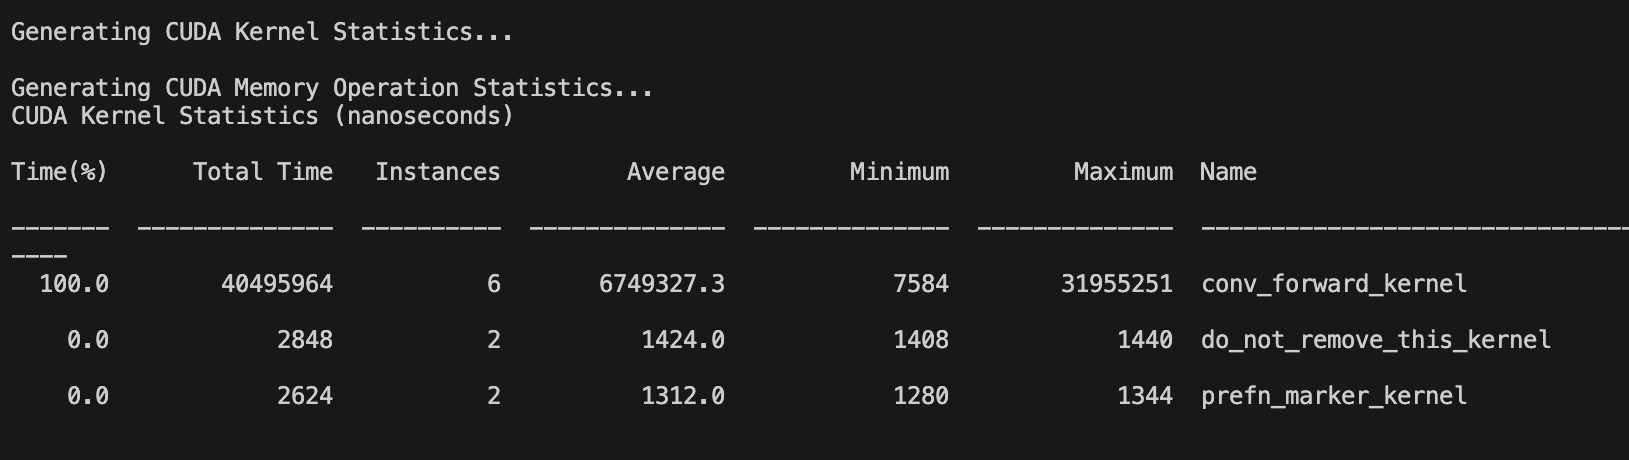 Generating CUDA Kernel Statistics...
Generating CUDA Memory Operation Statistics...
CUDA Kernel Statistics (nanoseconds)
Time(%)      Total Time   Instances         Average         Minimum         Maximum  Name
-------  --------------  ----------  --------------  --------------  --------------  -------------------------------
----
  100.0        40495964           6       6749327.3            7584        31955251  conv_forward_kernel
    0.0            2848           2          1424.0            1408            1440  do_not_remove_this_kernel
    0.0            2624           2          1312.0            1280            1344  prefn_marker_kernel